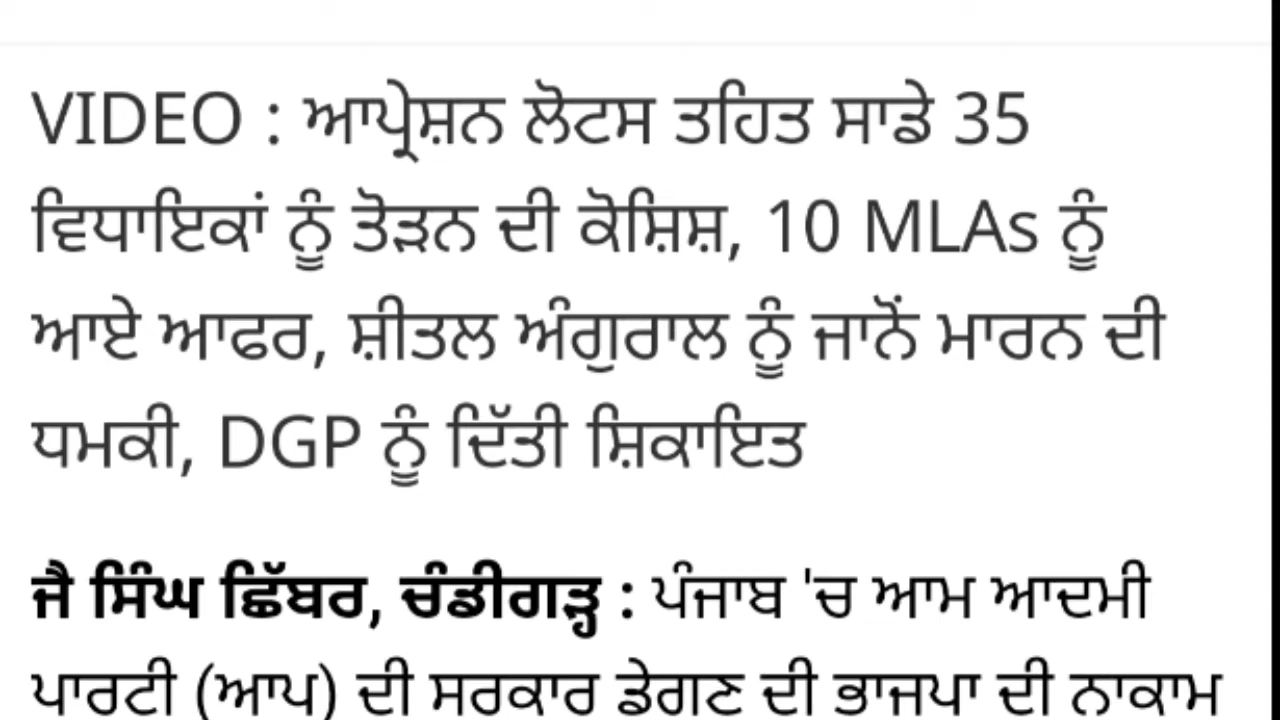 VIDEO : ਆਪ੍ਰੇਸ਼ਨ ਲੋਟਸ ਤਹਿਤ ਸਾਡੇ 35
ਵਿਧਾਇਕਾਂ ਨੂੰ ਤੋੜਨ ਦੀ ਕੋਸ਼ਿਸ਼, 10 MLAs ਨੂੰ
ਆਏ ਆਫਰ, ਸ਼ੀਤਲ ਅੰਗੁਰਾਲ ਨੂੰ ਜਾਨੋਂ ਮਾਰਨ ਦੀ
ਧਮਕੀ, DGP ਨੂੰ ਦਿੱਤੀ ਸ਼ਿਕਾਇਤ
ਜੈ ਸਿੰਘ ਛਿੱਬਰ, ਚੰਡੀਗੜ੍ਹ : ਪੰਜਾਬ 'ਚ ਆਮ ਆਦਮੀ
ਪਾਰਟੀ (ਆਪ) ਦੀ ਸਰਕਾਰ ਡੇਗਣ ਦੀ ਭਾਜਪਾ ਦੀ ਨਾਕਾਮ